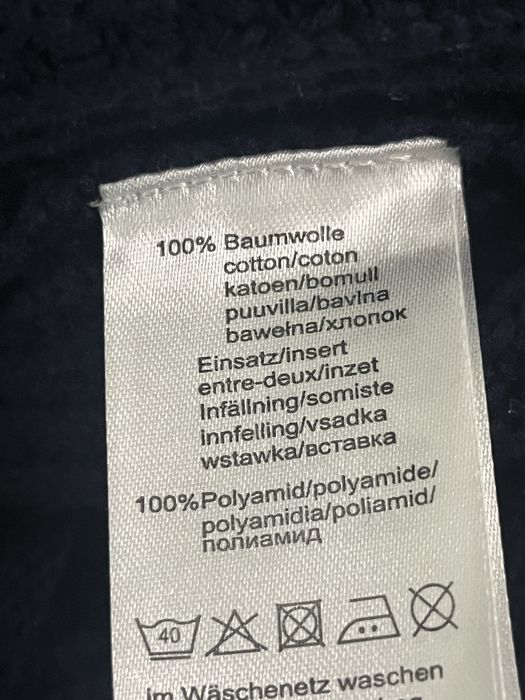 100% Baumwolle
cotton/coton
katoen/bomull
puuvilla/bavlna
bawełna/хлопок
Einsatz/insert
entre-deux/inzet
Infällning/somiste
Innfelling/vsadka
wstawka/вставка
100%Polyamid/polyamide/
polyamidia/poliamid/
полиамид
40
im Wäschenetz waschen